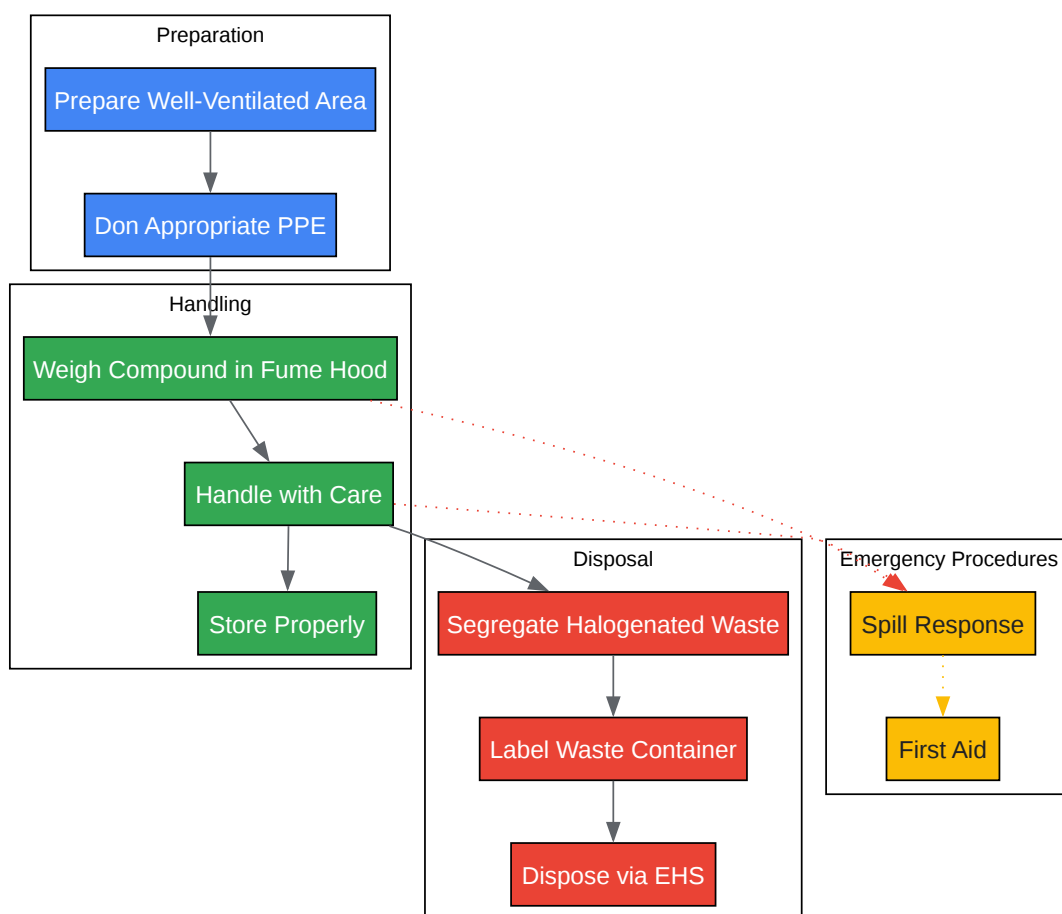 Preparation
Prepare Well-Ventilated Area
Don Appropriate PPE
Handling
Weigh Compound in Fume Hood
Handle with Care
Store Properly
Disposal
Segregate Halogenated Waste
Label Waste Container
Dispose via EHS
Emergency Procedures
Spill Response
First Aid